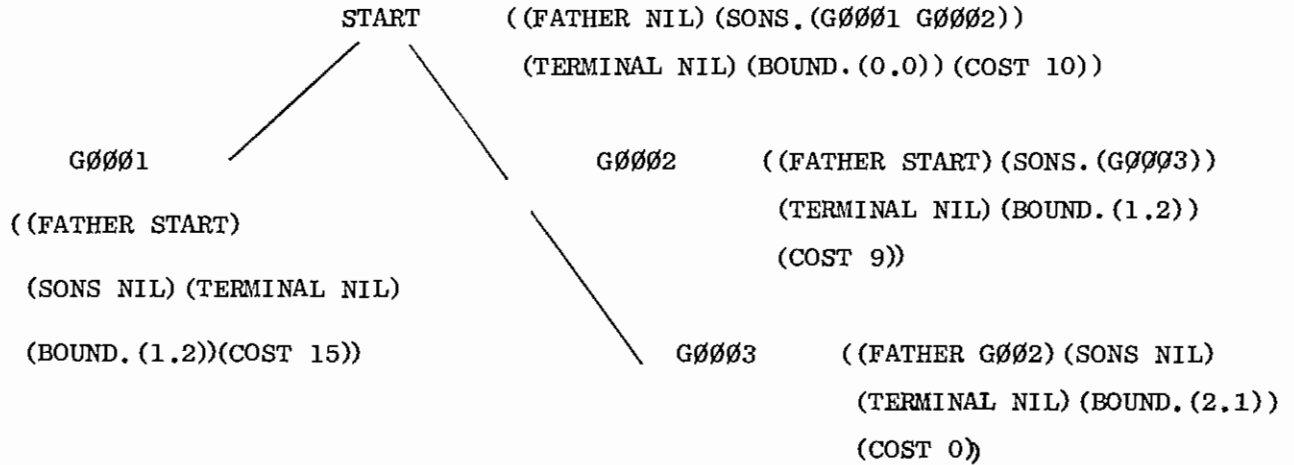 START ((FATHER NIL)(SONS.(GØØØ1 GØØØ2))
(TERMINAL NIL)(BOUND.(0.0))(COST 10))
GØØØ1
GØØØ2 ((FATHER START)(SONS.(GØØØ3))
(TERMINAL NIL)(BOUND.(1.2))
(COST 9))
((FATHER START)
(SONS NIL)(TERMINAL NIL)
(BOUND.(1.2))(COST 15))
GØØØ3 ((FATHER GØØ2)(SONS NIL)
(TERMINAL NIL)(BOUND.(2.1))
(COST 0))